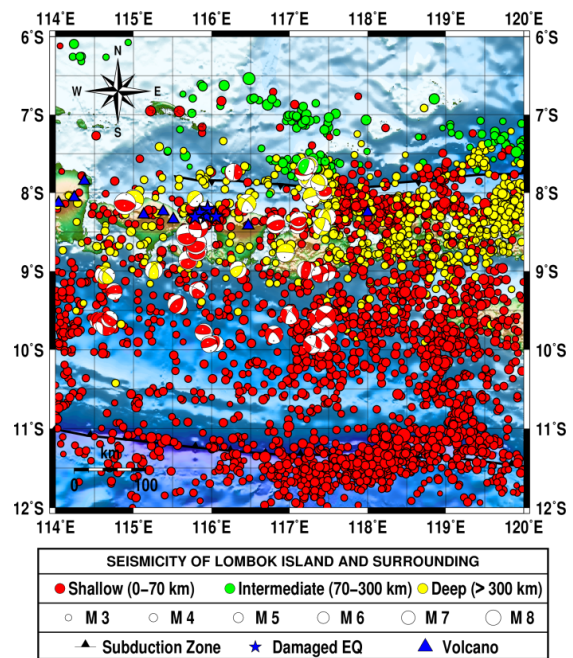 114˚E 115˚E 116˚E 117˚E 118˚E 119˚E 120˚E
6˚S 6˚S
N
W E
S
7˚S 7˚S
8˚S 8˚S
9˚S 9˚S
10˚S 10˚S
11˚S 11˚S
km
0 100
12˚S 12˚S
114˚E 115˚E 116˚E 117˚E 118˚E 119˚E 120˚E
SEISMICITY OF LOMBOK ISLAND AND SURROUNDING
Shallow (0–70 km) Intermediate (70–300 km) Deep (> 300 km)
M 3 M 4 M 5 M 6 M 7 M 8
Subduction Zone Damaged EQ Volcano